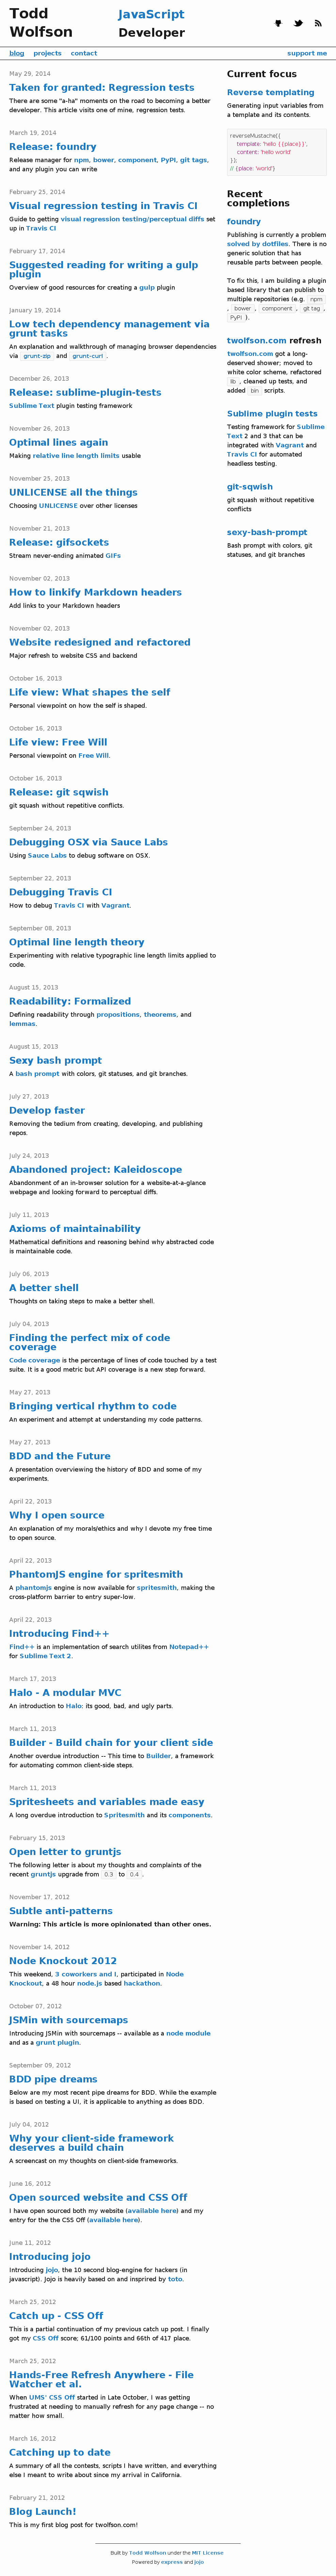 Todd
Wolfson
JavaScript
Developer
blog projects contact support me
May 29, 2014
Taken for granted: Regression tests
There are some "a-ha" moments on the road to becoming a better
developer. This article visits one of mine, regression tests.
March 19, 2014
Release: foundry
Release manager for npm, bower, component, PyPI, git tags,
and any plugin you can write
February 25, 2014
Visual regression testing in Travis CI
Guide to getting visual regression testing/perceptual diffs set
up in Travis CI
February 17, 2014
Suggested reading for writing a gulp
plugin
Overview of good resources for creating a gulp plugin
January 19, 2014
Low tech dependency management via
grunt tasks
An explanation and walkthrough of managing browser dependencies
via grunt-zip and grunt-curl.
December 26, 2013
Release: sublime-plugin-tests
Sublime Text plugin testing framework
November 26, 2013
Optimal lines again
Making relative line length limits usable
November 25, 2013
UNLICENSE all the things
Choosing UNLICENSE over other licenses
November 21, 2013
Release: gifsockets
Stream never-ending animated GIFs
November 02, 2013
How to linkify Markdown headers
Add links to your Markdown headers
November 02, 2013
Website redesigned and refactored
Major refresh to website CSS and backend
October 16, 2013
Life view: What shapes the self
Personal viewpoint on how the self is shaped.
October 16, 2013
Life view: Free Will
Personal viewpoint on Free Will.
October 16, 2013
Release: git sqwish
git squash without repetitive conflicts.
September 24, 2013
Debugging OSX via Sauce Labs
Using Sauce Labs to debug software on OSX.
September 22, 2013
Debugging Travis CI
How to debug Travis CI with Vagrant.
September 08, 2013
Optimal line length theory
Experimenting with relative typographic line length limits applied to
code.
August 15, 2013
Readability: Formalized
Defining readability through propositions, theorems, and
lemmas.
August 15, 2013
Sexy bash prompt
A bash prompt with colors, git statuses, and git branches.
July 27, 2013
Develop faster
Removing the tedium from creating, developing, and publishing
repos.
July 24, 2013
Abandoned project: Kaleidoscope
Abandonment of an in-browser solution for a website-at-a-glance
webpage and looking forward to perceptual diffs.
July 11, 2013
Axioms of maintainability
Mathematical definitions and reasoning behind why abstracted code
is maintainable code.
July 06, 2013
A better shell
Thoughts on taking steps to make a better shell.
July 04, 2013
Finding the perfect mix of code
coverage
Code coverage is the percentage of lines of code touched by a test
suite. It is a good metric but API coverage is a new step forward.
May 27, 2013
Bringing vertical rhythm to code
An experiment and attempt at understanding my code patterns.
May 27, 2013
BDD and the Future
A presentation overviewing the history of BDD and some of my
experiments.
April 22, 2013
Why I open source
An explanation of my morals/ethics and why I devote my free time
to open source.
April 22, 2013
PhantomJS engine for spritesmith
A phantomjs engine is now available for spritesmith, making the
cross-platform barrier to entry super-low.
April 22, 2013
Introducing Find++
Find++ is an implementation of search utilites from Notepad++
for Sublime Text 2.
March 17, 2013
Halo - A modular MVC
An introduction to Halo: its good, bad, and ugly parts.
March 11, 2013
Builder - Build chain for your client side
Another overdue introduction -- This time to Builder, a framework
for automating common client-side steps.
March 11, 2013
Spritesheets and variables made easy
A long overdue introduction to Spritesmith and its components.
February 15, 2013
Open letter to gruntjs
The following letter is about my thoughts and complaints of the
recent gruntjs upgrade from 0.3 to 0.4.
November 17, 2012
Subtle anti-patterns
Warning: This article is more opinionated than other ones.
November 14, 2012
Node Knockout 2012
This weekend, 3 coworkers and I, participated in Node
Knockout, a 48 hour node.js based hackathon.
October 07, 2012
JSMin with sourcemaps
Introducing JSMin with sourcemaps -- available as a node module
and as a grunt plugin.
September 09, 2012
BDD pipe dreams
Below are my most recent pipe dreams for BDD. While the example
is based on testing a UI, it is applicable to anything as does BDD.
July 04, 2012
Why your client-side framework
deserves a build chain
A screencast on my thoughts on client-side frameworks.
June 16, 2012
Open sourced website and CSS Off
I have open sourced both my website (available here) and my
entry for the the CSS Off (available here).
June 11, 2012
Introducing jojo
Introducing jojo, the 10 second blog-engine for hackers (in
javascript). Jojo is heavily based on and insprired by toto.
March 25, 2012
Catch up - CSS Off
This is a partial continuation of my previous catch up post. I finally
got my CSS Off score; 61/100 points and 66th of 417 place.
March 25, 2012
Hands-Free Refresh Anywhere - File
Watcher et al.
When UMS' CSS Off started in Late October, I was getting
frustrated at needing to manually refresh for any page change -- no
matter how small.
March 16, 2012
Catching up to date
A summary of all the contests, scripts I have written, and everything
else I meant to write about since my arrival in California.
February 21, 2012
Blog Launch!
This is my first blog post for twolfson.com!
Current focus
Reverse templating
Generating input variables from
a template and its contents.
reverseMustache({
template: 'hello {{place}}',
content: 'hello world'
});
// {place: 'world'}
Recent
completions
foundry
Publishing is currently a problem
solved by dotfiles. There is no
generic solution that has
reusable parts between people.
To fix this, I am building a plugin
based library that can publish to
multiple repositories (e.g. npm
, bower, component, git tag,
PyPI).
twolfson.com refresh
twolfson.com got a long-
deserved shower; moved to
white color scheme, refactored
lib, cleaned up tests, and
added bin scripts.
Sublime plugin tests
Testing framework for Sublime
Text 2 and 3 that can be
integrated with Vagrant and
Travis CI for automated
headless testing.
git-sqwish
git squash without repetitive
conflicts
sexy-bash-prompt
Bash prompt with colors, git
statuses, and git branches
Built by Todd Wolfson under the MIT License
Powered by express and jojo